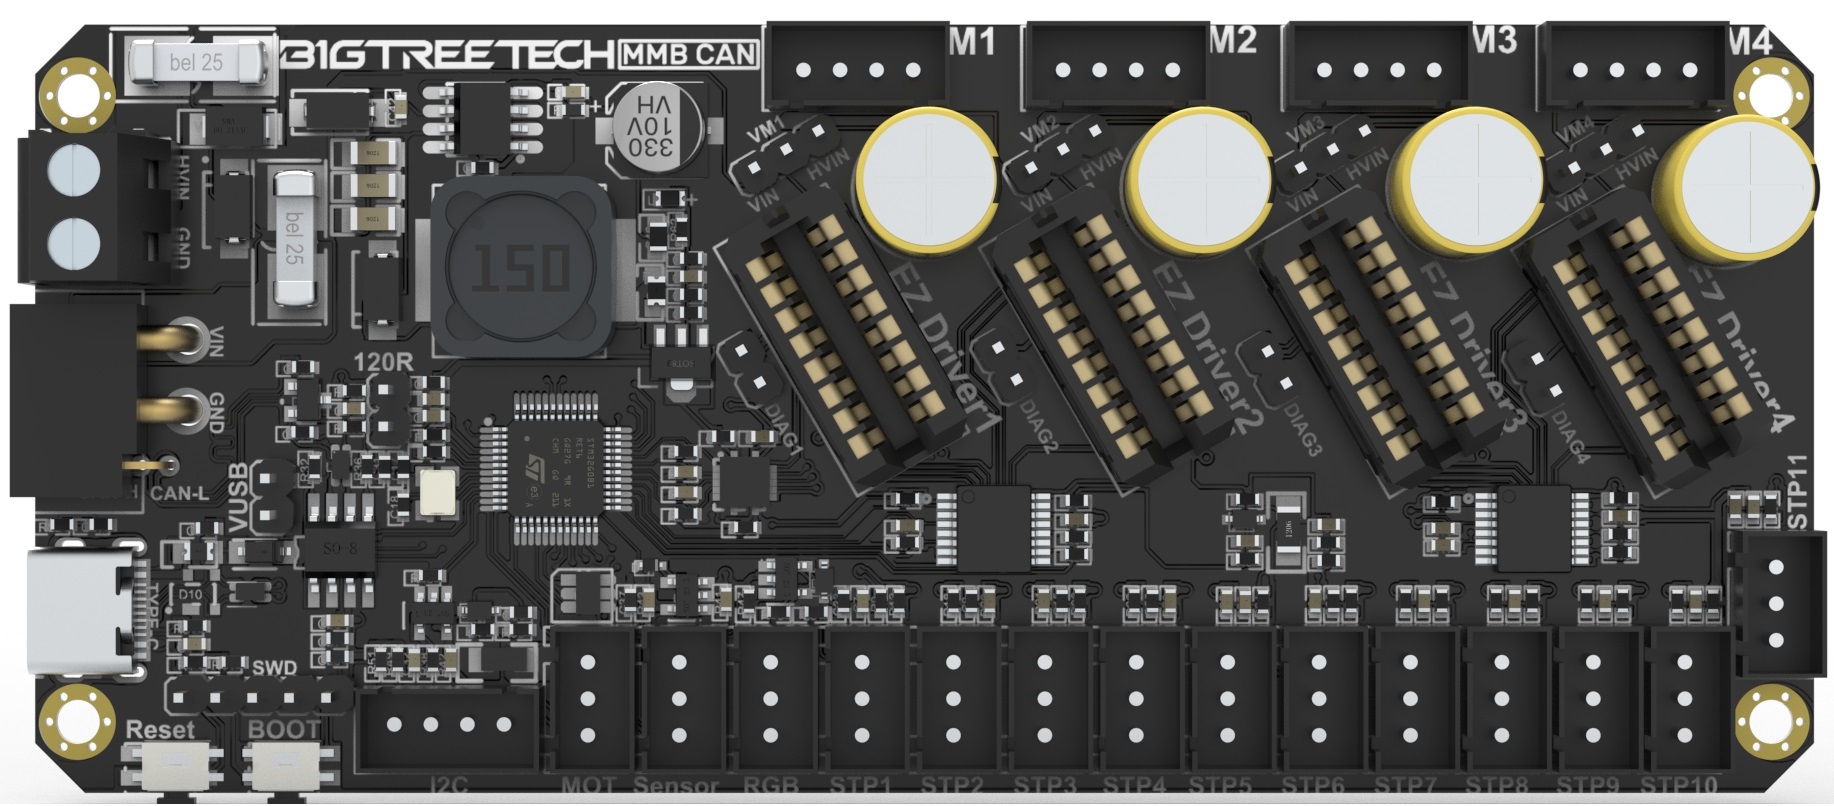 bel 25
BIGTREETECH MMB CAN
M1
M2
M3
M4
330
10V
VH
VM1
VM2
VM3
VM4
HVIN
HVIN
HVIN
HVIN
VIN
VIN
VIN
VIN
HVIN
GND
bel 25
150
EZ Driver1
EZ Driver2
EZ Driver3
EZ Driver4
VIN
GND
120R
DIAG1
DIAG2
DIAG3
DIAG4
CAN-L
VUSB
STP11
SO-8
1206
D10
TYPE-C
SWD
Reset
BOOT
I2C
MOT
Sensor
RGB
STP1
STP2
STP3
STP4
STP5
STP6
STP7
STP8
STP9
STP10